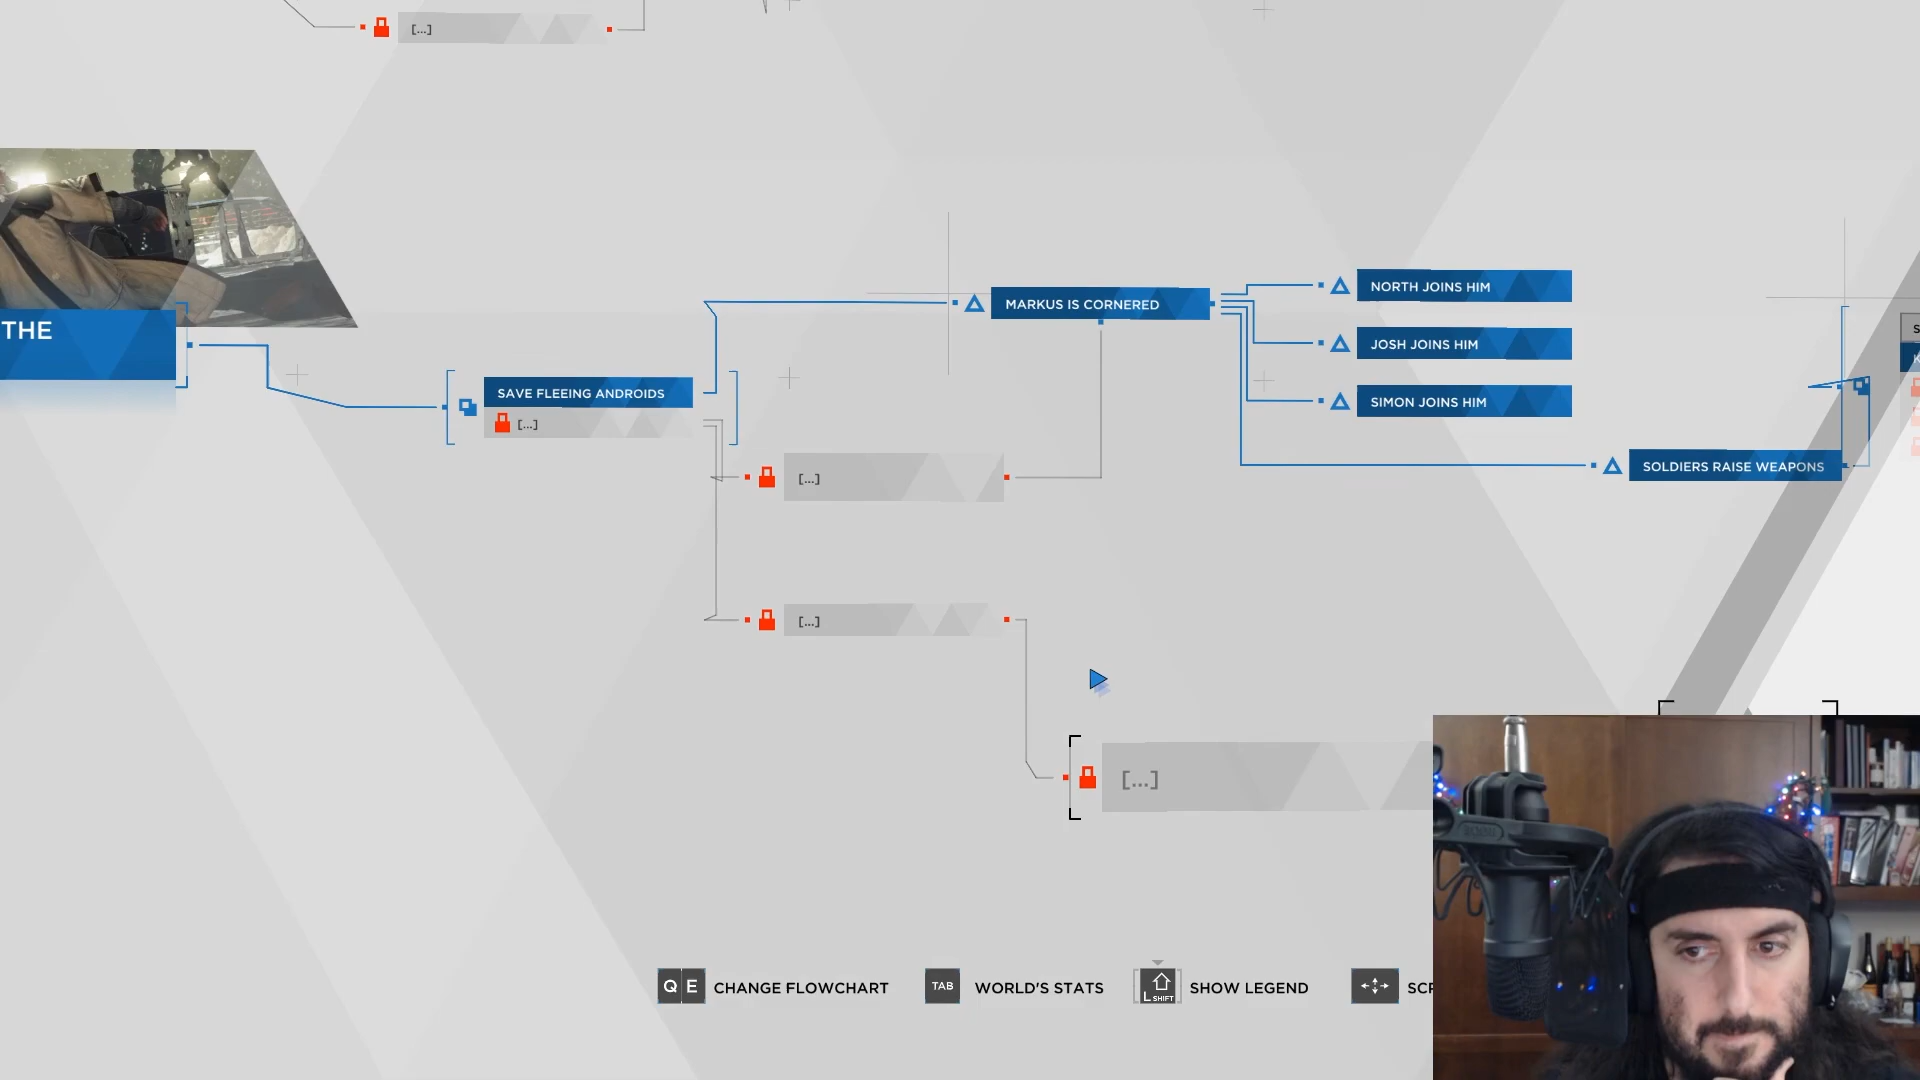 [...]
THE
NORTH JOINS HIM
MARKUS IS CORNERED
JOSH JOINS HIM
SAVE FLEEING ANDROIDS
SIMON JOINS HIM
[...]
SOLDIERS RAISE WEAPONS
[...]
[...]
[...]
Q E CHANGE FLOWCHART
TAB WORLD'S STATS
L SHIFT SHOW LEGEND